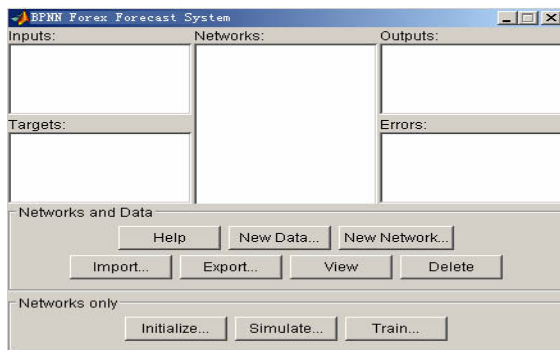 BPNN Forex Forecast System
Inputs: Networks: Outputs:
Targets: Errors:
Networks and Data
Help New Data... New Network...
Import... Export... View Delete
Networks only
Initialize... Simulate... Train...